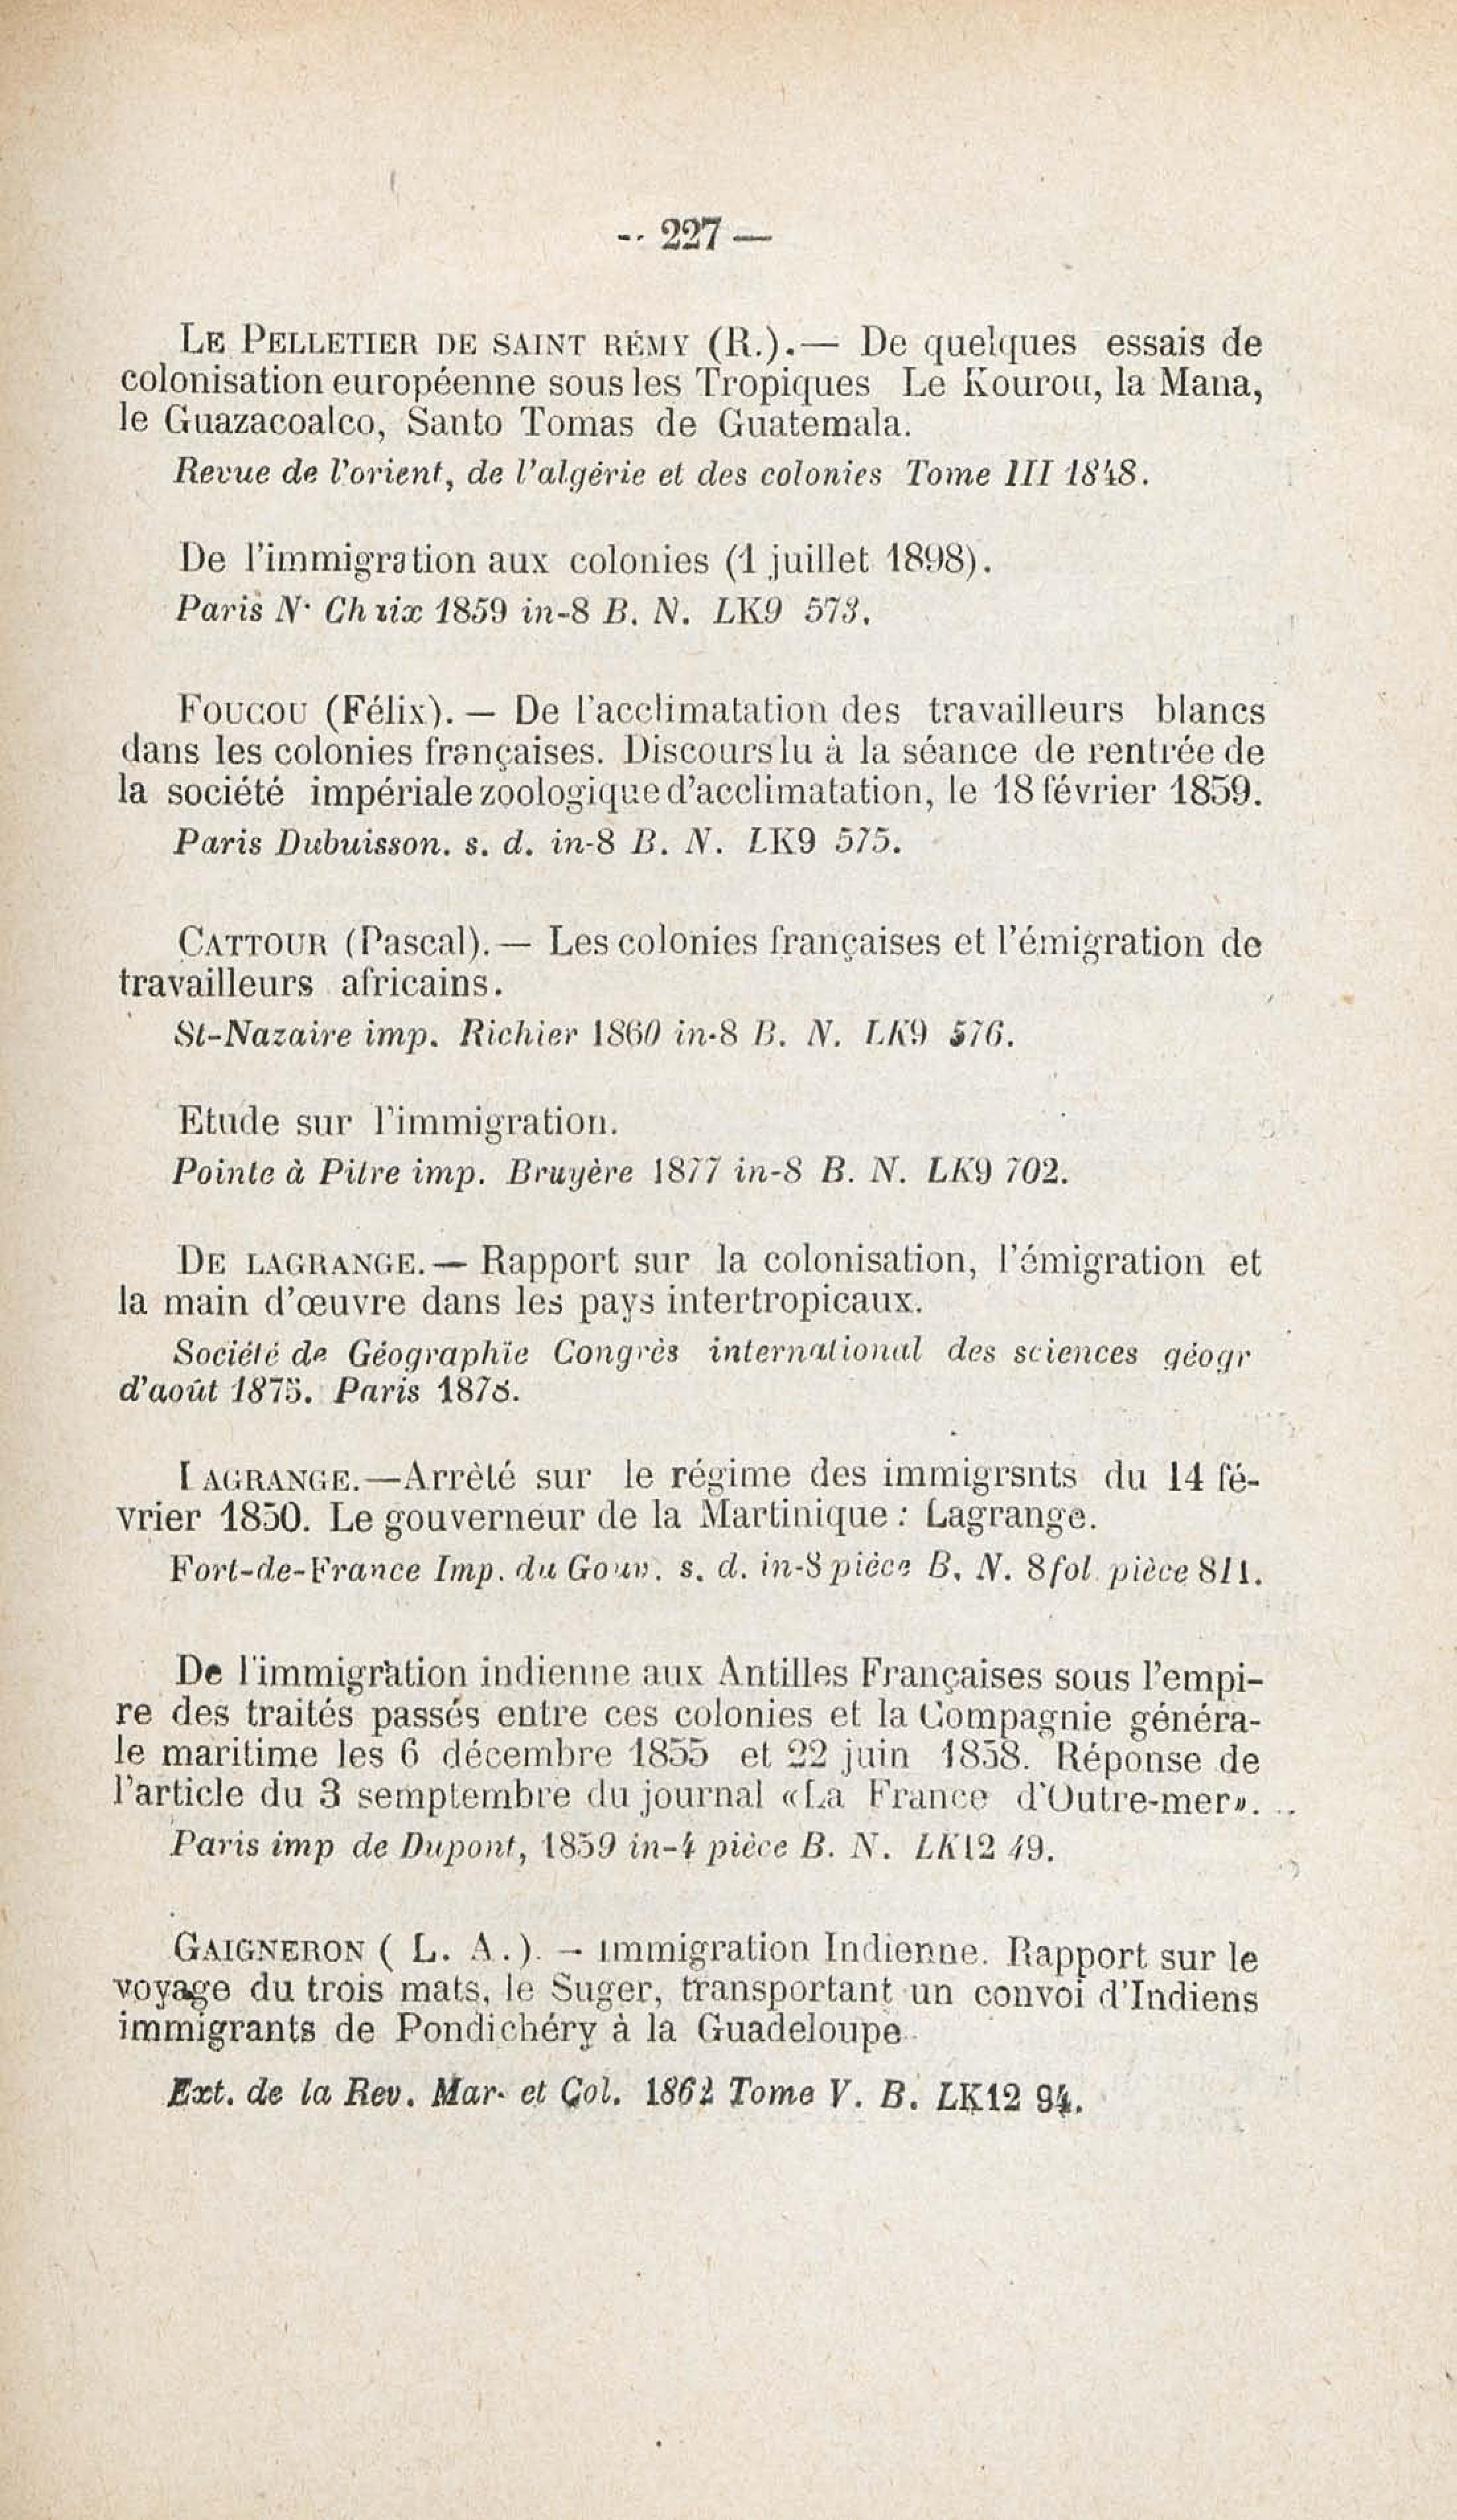 -- 227 —
LE PELLETIER DE SAINT RÉMY (R.).— De quelques essais de
colonisation européenne sous les Tropiques Le Kourou, la Mana,
le Guazacoalco, Santo Tomas de Guatemala.
Revue de l'orient, de l'algérie et des colonies Tome III 1848.
De l'immigration aux colonies (1 juillet 1898).
Paris N. Chaix 1859 in-8 B. N. LK9 573.
FOUCOU (Félix). — De l'acclimatation des travailleurs blancs
dans les colonies françaises. Discours lu à la séance de rentrée de
la société impériale zoologique d'acclimatation, le 18 février 1859.
Paris Dubuisson. s. d. in-8 B. N. LK9 575.
CATTOUR (Pascal).— Les colonies françaises et l'émigration de
travailleurs africains.
St-Nazaire imp. Richier 1860 in-8 B. N. LK9 576.
Etude sur l'immigration.
Pointe à Pitre imp. Bruyère 1877 in-8 B. N. LK9 702.
DE LAGRANGE.— Rapport sur la colonisation, l'émigration et
la main d'œuvre dans les pays intertropicaux.
Société de Géographie Congrès international des sciences géogr
d'août 1875. Paris
LAGRANGE.—Arrêté sur le régime des immigrsnts du 14 fé-
vrier 1850. Le gouverneur de la Martinique : Lagrange.
Fort-de-France Imp. du Gouv. s. d. in-8 pièce B. N. 8 fol. pièce 811.
De l'immigration indienne aux Antilles Françaises sous l'empi-
re des traités passés entre ces colonies et la Compagnie généra-
le maritime les 6 décembre 1855 et 22 juin 1858. Réponse de
l'article du 3 semptembre du journal «La France d'Outre-mer».
Paris imp de Dupont, 1859 in-4 pièce B. N. LK12 49.
GAIGNERON ( L. A.). — Immigration Indienne. Rapport sur le
voyage du trois mats, le Suger, transportant un convoi d'Indiens
immigrants de Pondichéry à la Guadeloupe
Ext. de la Rev. Mar. et Col. 1862 Tome V. B. LK12 94.